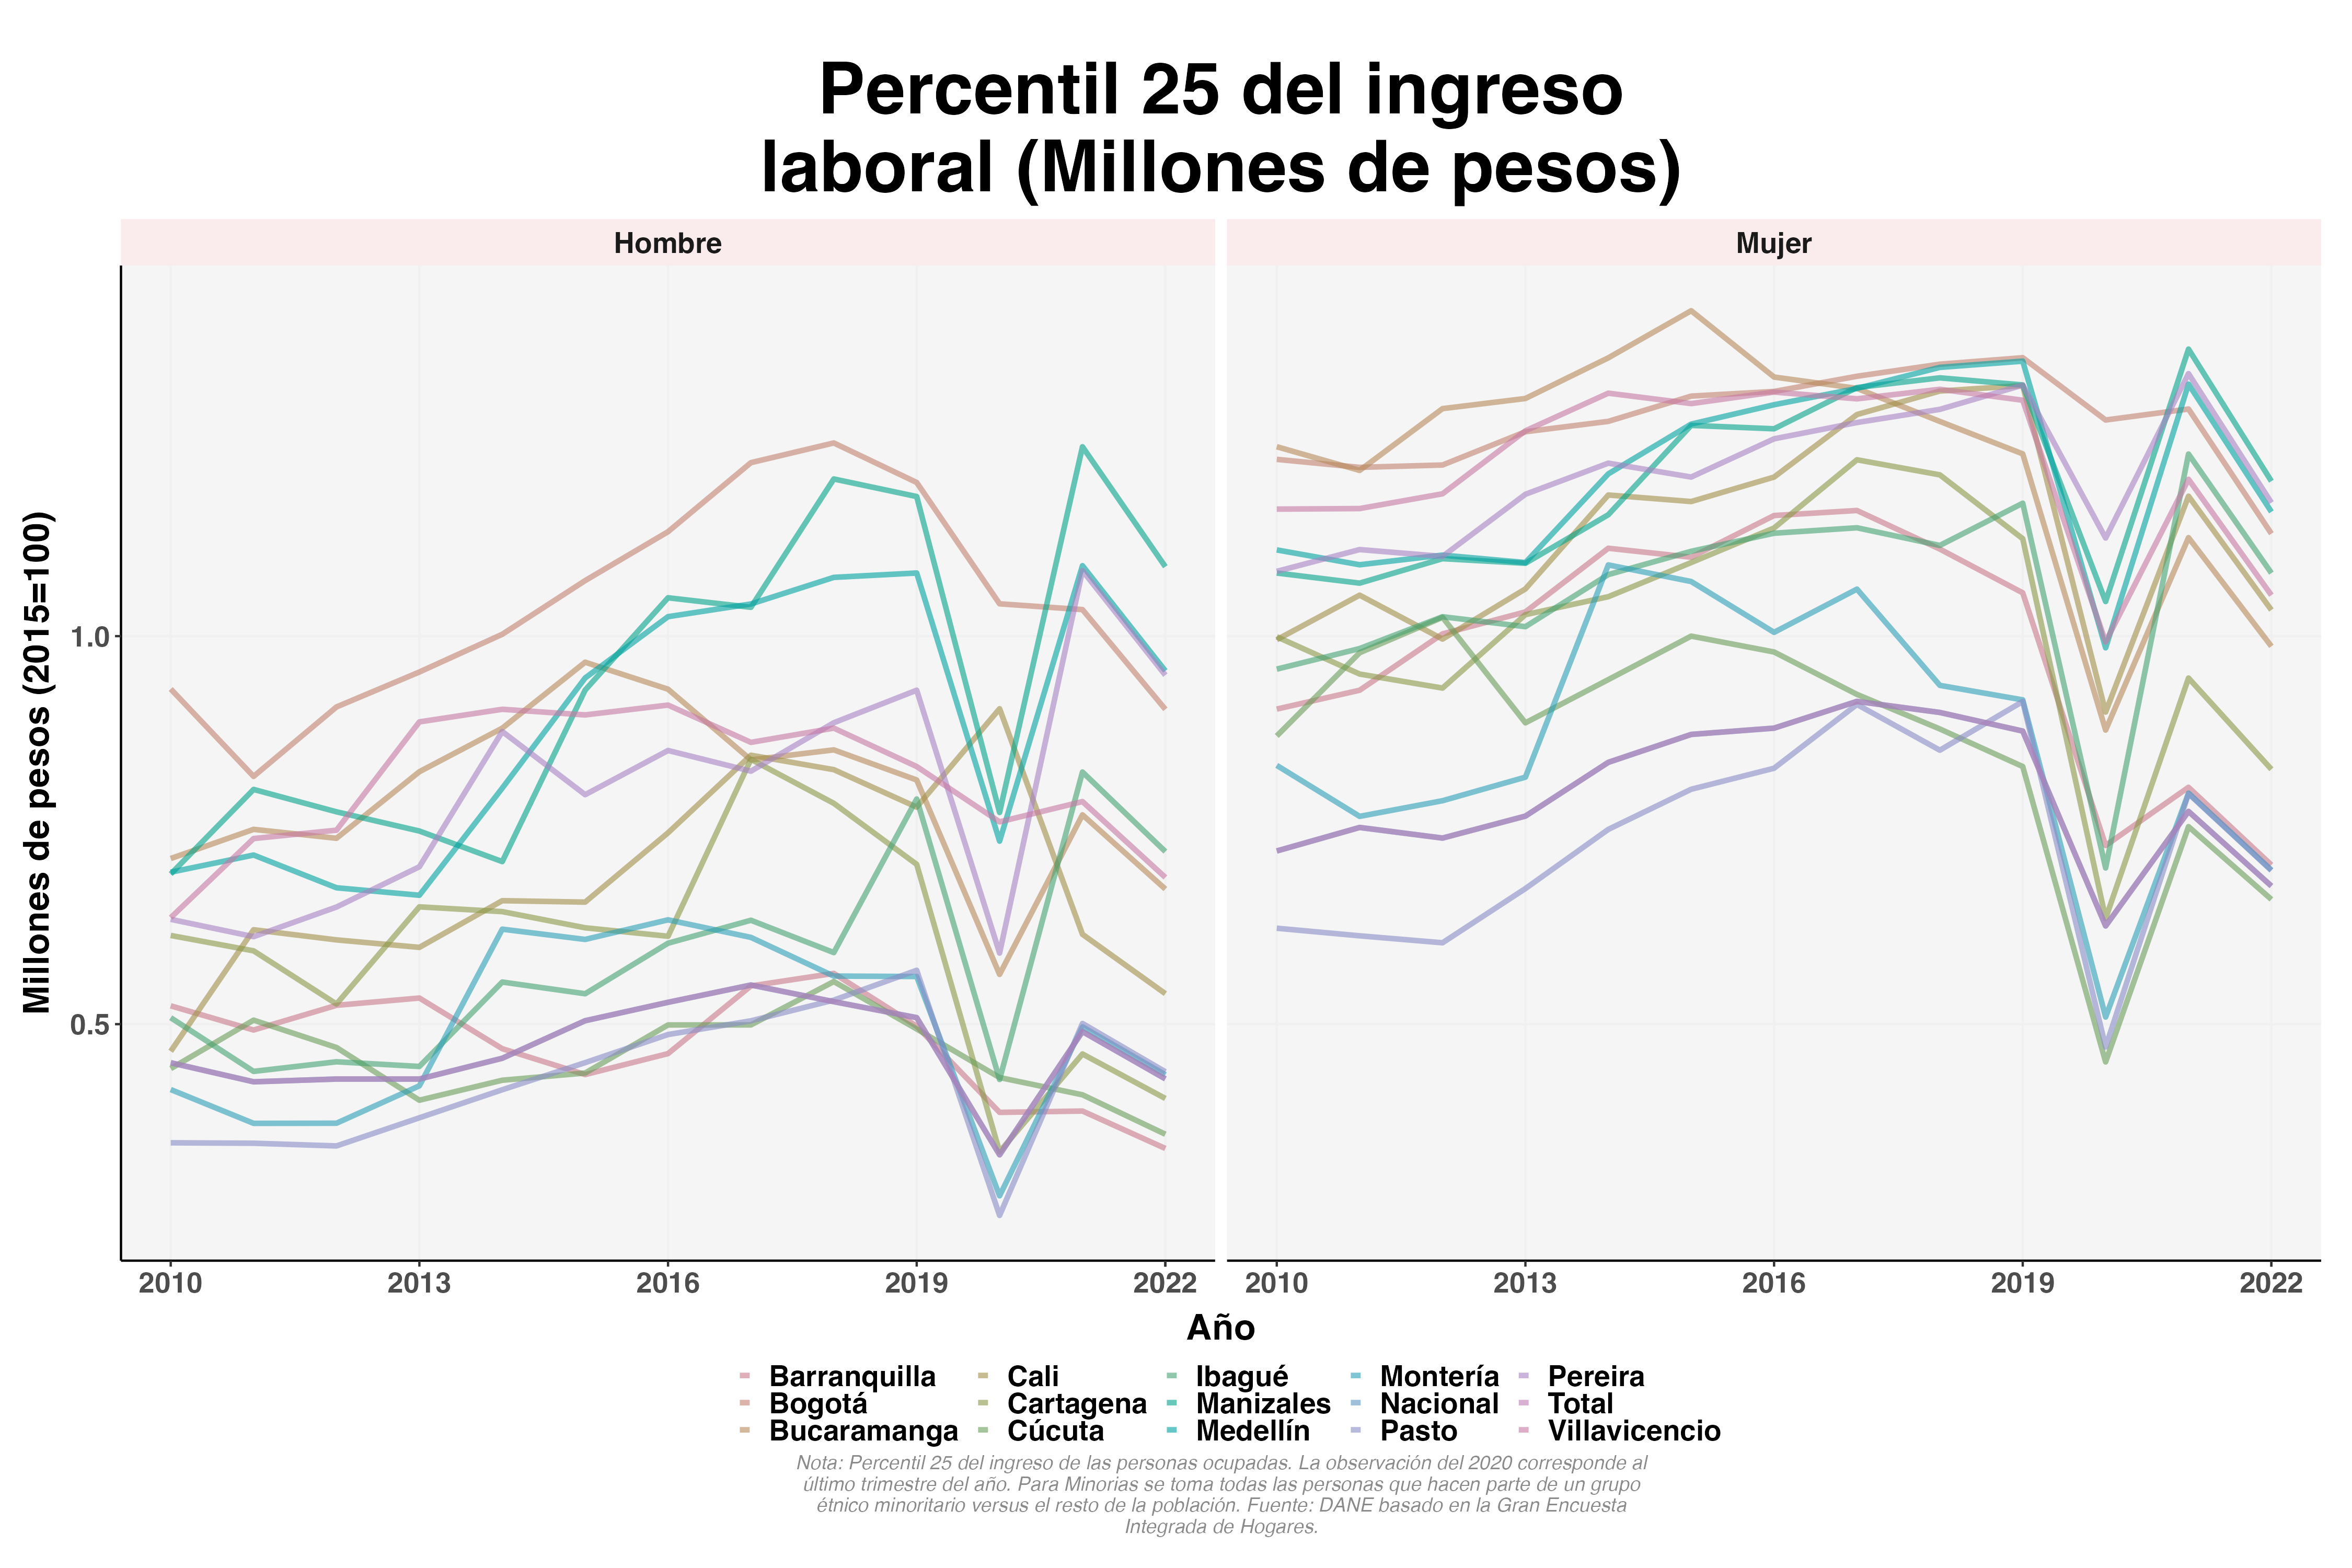 Percentil 25 del ingreso
laboral (Millones de pesos)
Hombre
Mujer
Millones de pesos (2015=100)
1.0
0.5
2010 2013 2016 2019 2022
2010 2013 2016 2019 2022
Año
Barranquilla Cali Ibagué Montería Pereira
Bogotá Cartagena Manizales Nacional Total
Bucaramanga Cúcuta Medellín Pasto Villavicencio
Nota: Percentil 25 del ingreso de las personas ocupadas. La observación del 2020 corresponde al
último trimestre del año. Para Minorias se toma todas las personas que hacen parte de un grupo
étnico minoritario versus el resto de la población. Fuente: DANE basado en la Gran Encuesta
Integrada de Hogares.